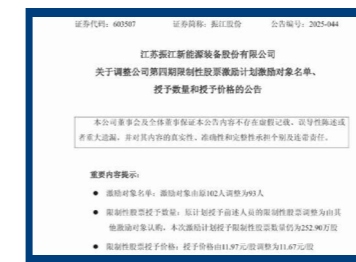 证券代码：603507 证券简称：振江股份 公告编号：2025-044
江苏振江新能源装备股份有限公司
关于调整公司第四期限制性股票激励计划激励对象名单、
授予数量和授予价格的公告
本公司董事会及全体董事保证本公告内容不存在虚假记载、误导性陈述或
者重大遗漏，并对其内容的真实性、准确性和完整性承担个别及连带责任。
重要内容提示：
● 激励对象名单：激励对象由原102人调整为93人
● 限制性股票授予数量：原计划授予前述人员的限制性股票调整为由其
他激励对象认购，本次激励计划授予限制性股票数量仍为252.90万股
● 限制性股票授予价格：授予价格由11.97元/股调整为11.67元/股